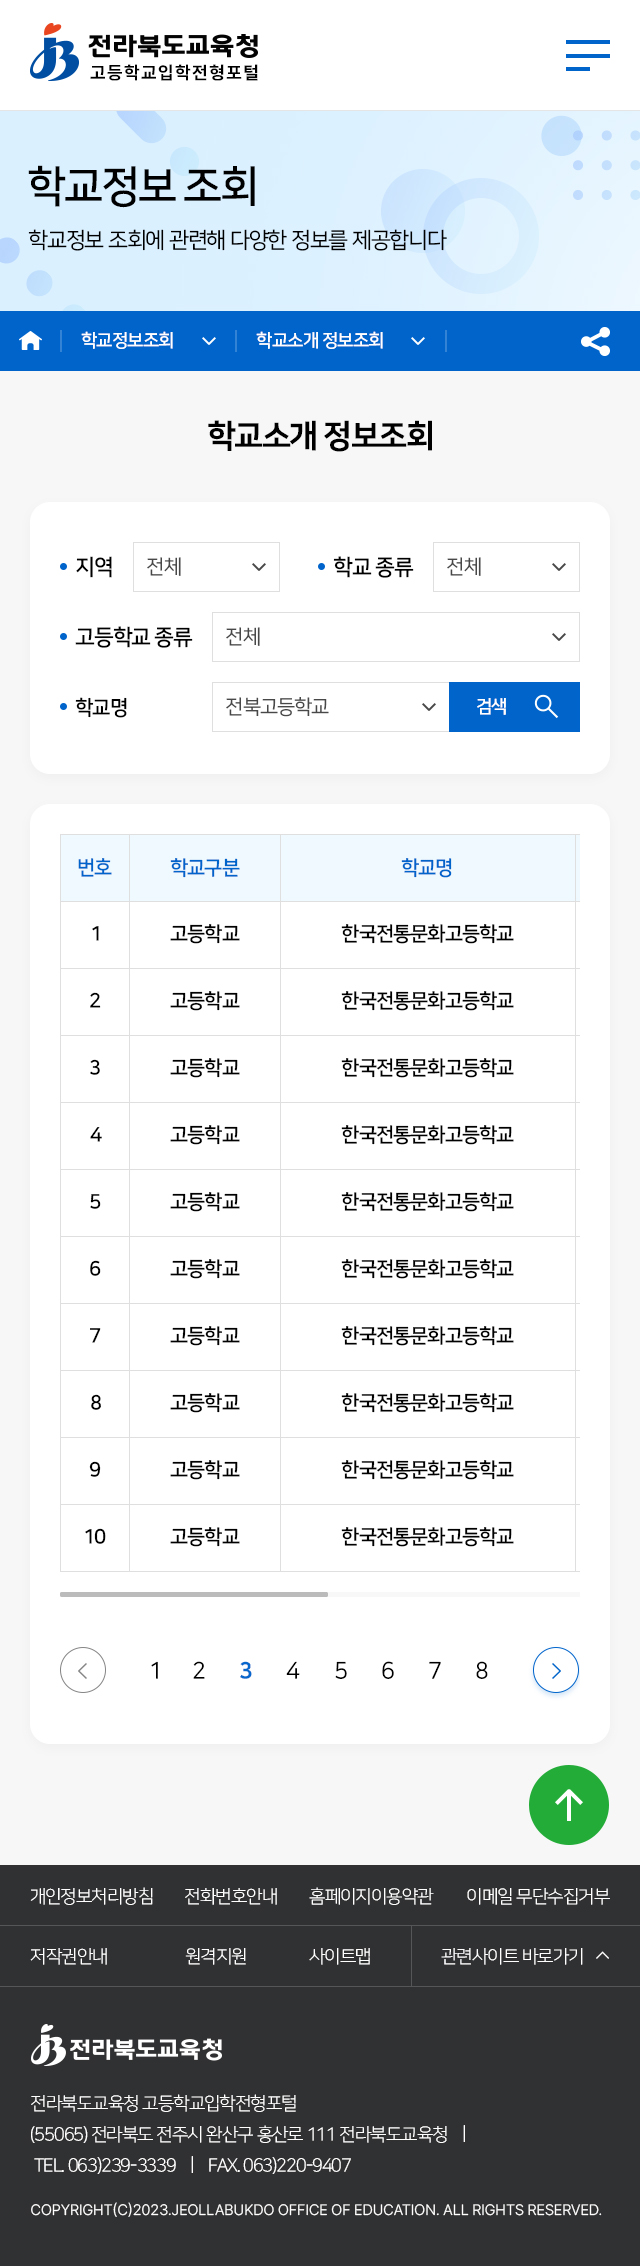 전라북도교육청
고등학교입학전형포털
학교정보 조회
학교정보 조회에 관련해 다양한 정보를 제공합니다
학교정보조회 학교소개 정보조회
학교소개 정보조회
지역 전체 학교 종류 전체
고등학교 종류 전체
학교명 전북고등학교 검색
번호 학교구분 학교명
1 고등학교 한국전통문화고등학교
2 고등학교 한국전통문화고등학교
3 고등학교 한국전통문화고등학교
4 고등학교 한국전통문화고등학교
5 고등학교 한국전통문화고등학교
6 고등학교 한국전통문화고등학교
7 고등학교 한국전통문화고등학교
8 고등학교 한국전통문화고등학교
9 고등학교 한국전통문화고등학교
10 고등학교 한국전통문화고등학교
1 2 3 4 5 6 7 8
개인정보처리방침 전화번호안내 홈페이지이용약관 이메일 무단수집거부
저작권안내 원격지원 사이트맵 관련사이트 바로가기
전라북도교육청
전라북도교육청 고등학교입학전형포털
(55065) 전라북도 전주시 완산구 홍산로 111 전라북도교육청 |
TEL. 063)239-3339 | FAX. 063)220-9407
COPYRIGHT(C)2023.JEOLLABUKDO OFFICE OF EDUCATION. ALL RIGHTS RESERVED.